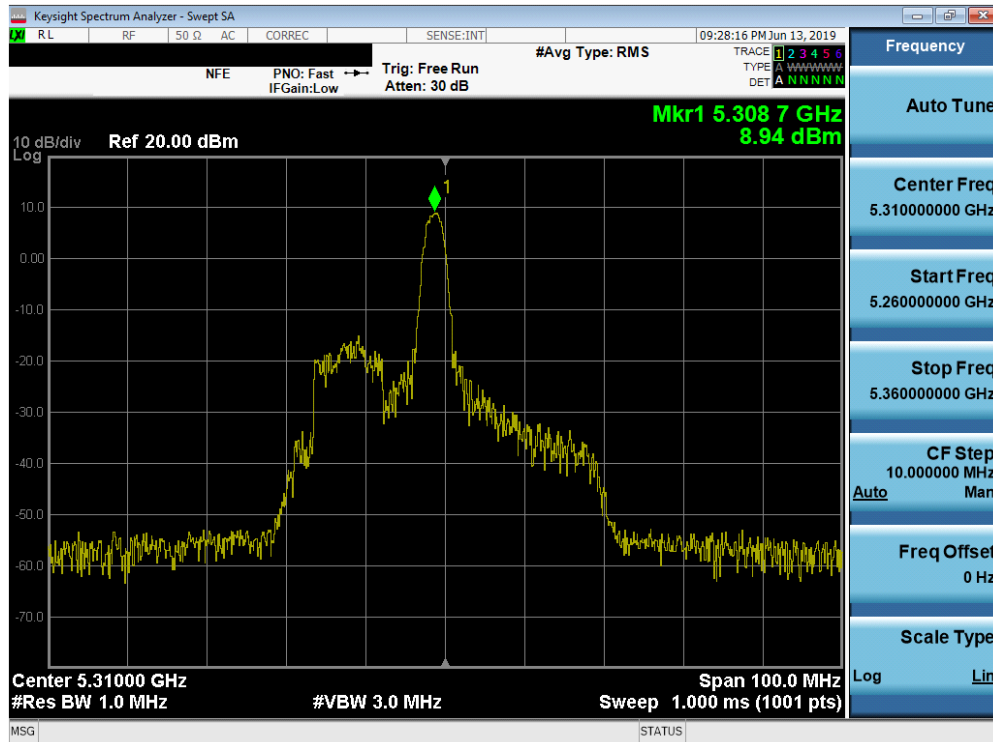 Keysight Spectrum Analyzer - Swept SA
LXI RL RF 50 Ω AC CORREC SENSE:INT 09:28:16 PM Jun 13, 2019
#Avg Type: RMS TRACE 1 2 3 4 5 6
NFE PNO: Fast Trig: Free Run TYPE A WWWWW
IFGain:Low Atten: 30 dB DET A N N N N N
Mkr1 5.308 7 GHz
8.94 dBm
10 dB/div Ref 20.00 dBm
Log
1
10.0
0.00
-10.0
-20.0
-30.0
-40.0
-50.0
-60.0
-70.0
Center 5.31000 GHz Span 100.0 MHz
#Res BW 1.0 MHz #VBW 3.0 MHz Sweep 1.000 ms (1001 pts)
MSG STATUS
Frequency
Auto Tune
Center Freq
5.310000000 GHz
Start Freq
5.260000000 GHz
Stop Freq
5.360000000 GHz
CF Step
10.000000 MHz
Auto Man
Freq Offset
0 Hz
Scale Type
Log Lin